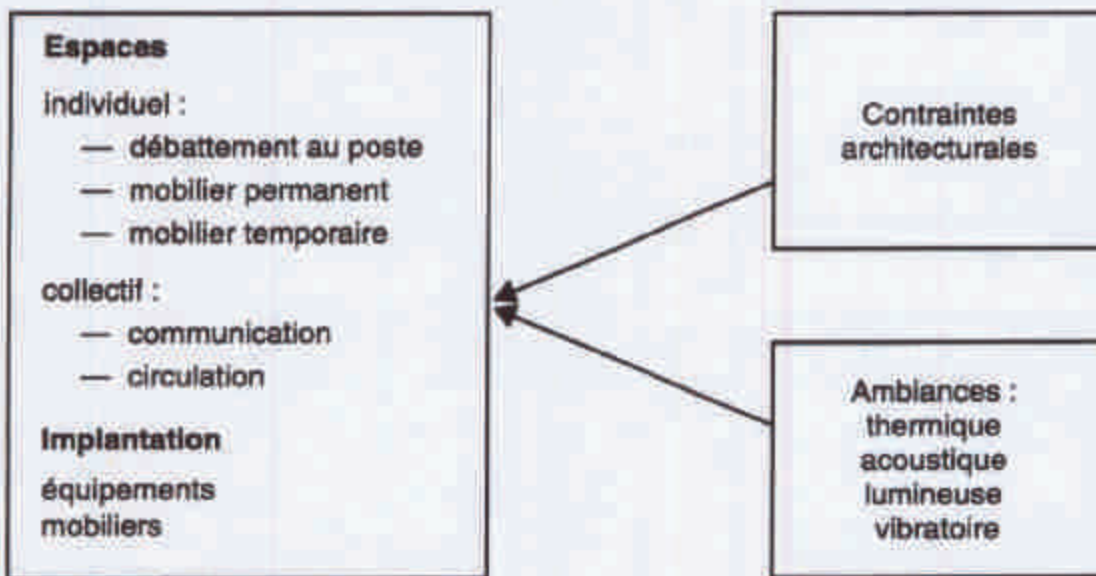 Espaces
individuel :
— débattement au poste
— mobilier permanent
— mobilier temporaire
collectif :
— communication
— circulation
Implantation
équipements
mobiliers
Contraintes
architecturales
Ambiances :
thermique
acoustique
lumineuse
vibratoire